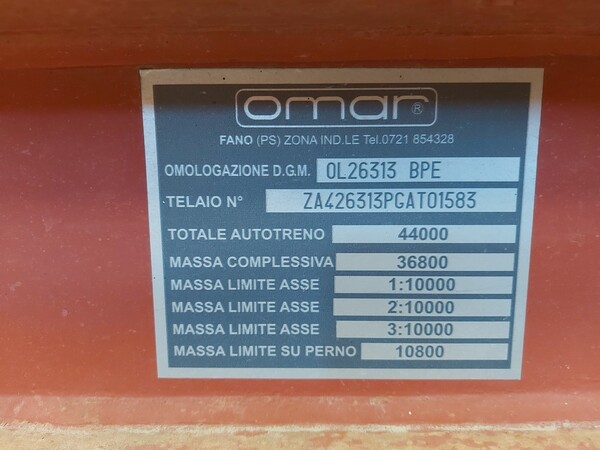 omar ®
FANO (PS) ZONA IND.LE Tel.0721 854328
OMOLOGAZIONE D.G.M. OL26313 BPE
TELAIO N° ZA426313PGAT01583
TOTALE AUTOTRENO 44000
MASSA COMPLESSIVA 36800
MASSA LIMITE ASSE 1:10000
MASSA LIMITE ASSE 2:10000
MASSA LIMITE ASSE 3:10000
MASSA LIMITE SU PERNO 10800